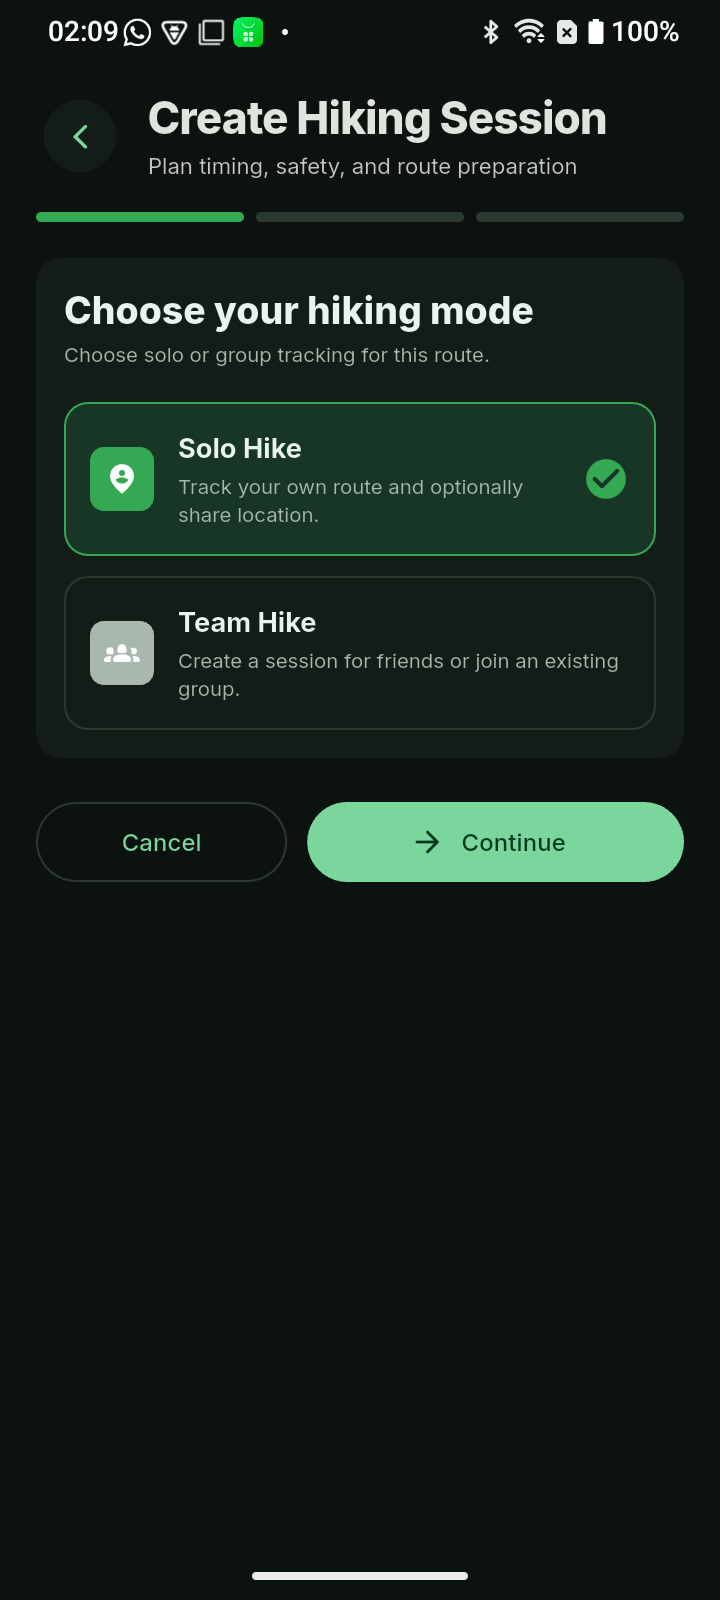 02:09
100%
Create Hiking Session
Plan timing, safety, and route preparation
Choose your hiking mode
Choose solo or group tracking for this route.
Solo Hike
Track your own route and optionally
share location.
Team Hike
Create a session for friends or join an existing
group.
Cancel
Continue